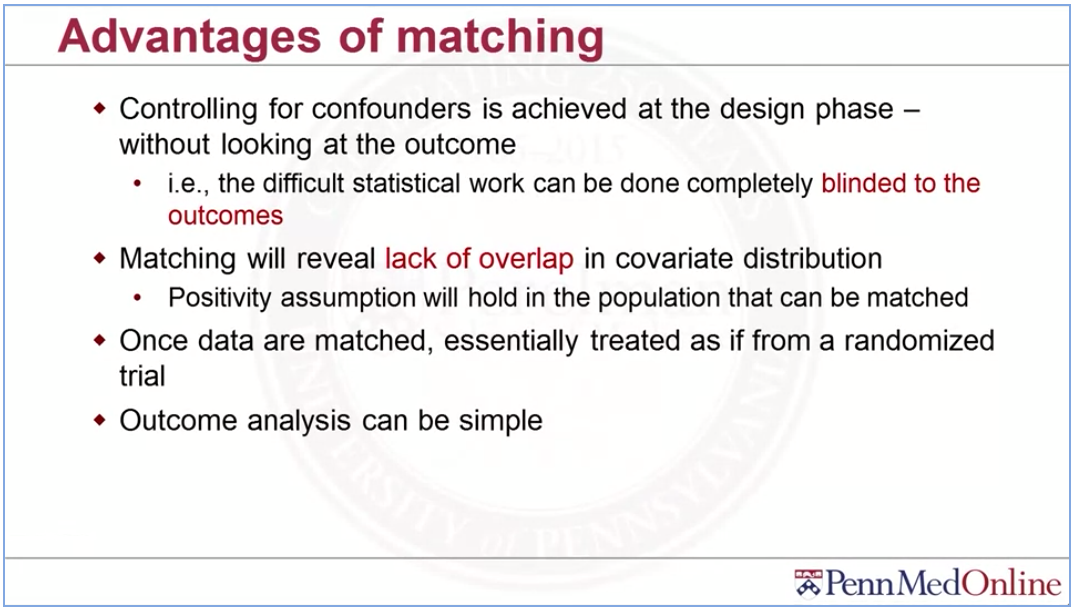 Advantages of matching
Controlling for confounders is achieved at the design phase –
without looking at the outcome
i.e., the difficult statistical work can be done completely blinded to the
outcomes
Matching will reveal lack of overlap in covariate distribution
Positivity assumption will hold in the population that can be matched
Once data are matched, essentially treated as if from a randomized
trial
Outcome analysis can be simple
PennMedOnline